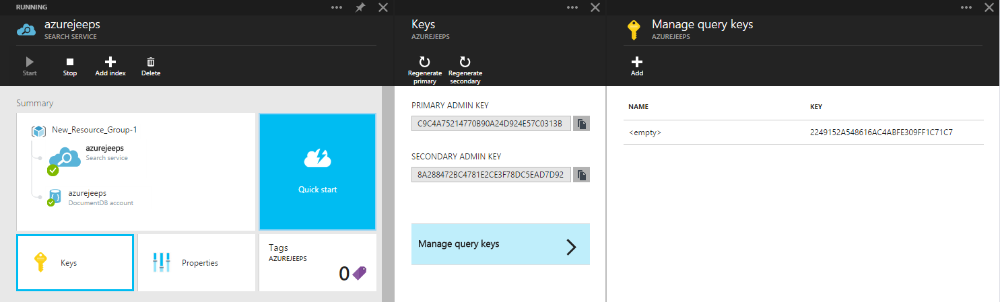 RUNNING
azurejeeps
SEARCH SERVICE
Start
Stop
Add index
Delete
Summary
New_Resource_Group-1
azurejeeps
Search service
azurejeeps
DocumentDB account
Quick start
Keys
Properties
Tags
AZUREJEEPS
0
Keys
AZUREJEEPS
Regenerate
primary
Regenerate
secondary
PRIMARY ADMIN KEY
C9C4A75214770B90A24D924E57C0313B
SECONDARY ADMIN KEY
8A288472BC4781E2CE3F78DC5EAD7D92
Manage query keys
Manage query keys
AZUREJEEPS
Add
NAME KEY
<empty> 2249152A548616AC4ABFE309FF1C71C7